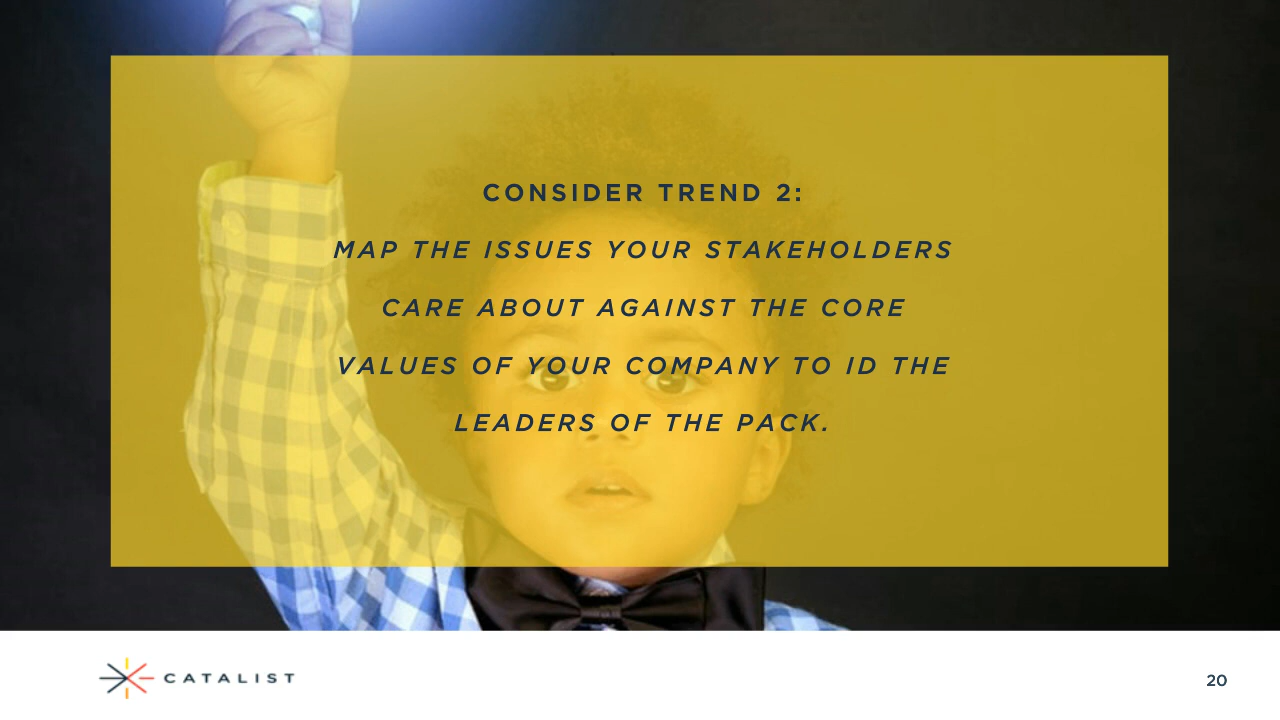 CONSIDER TREND 2:
MAP THE ISSUES YOUR STAKEHOLDERS
CARE ABOUT AGAINST THE CORE
VALUES OF YOUR COMPANY TO ID THE
LEADERS OF THE PACK.
CATALIST
20